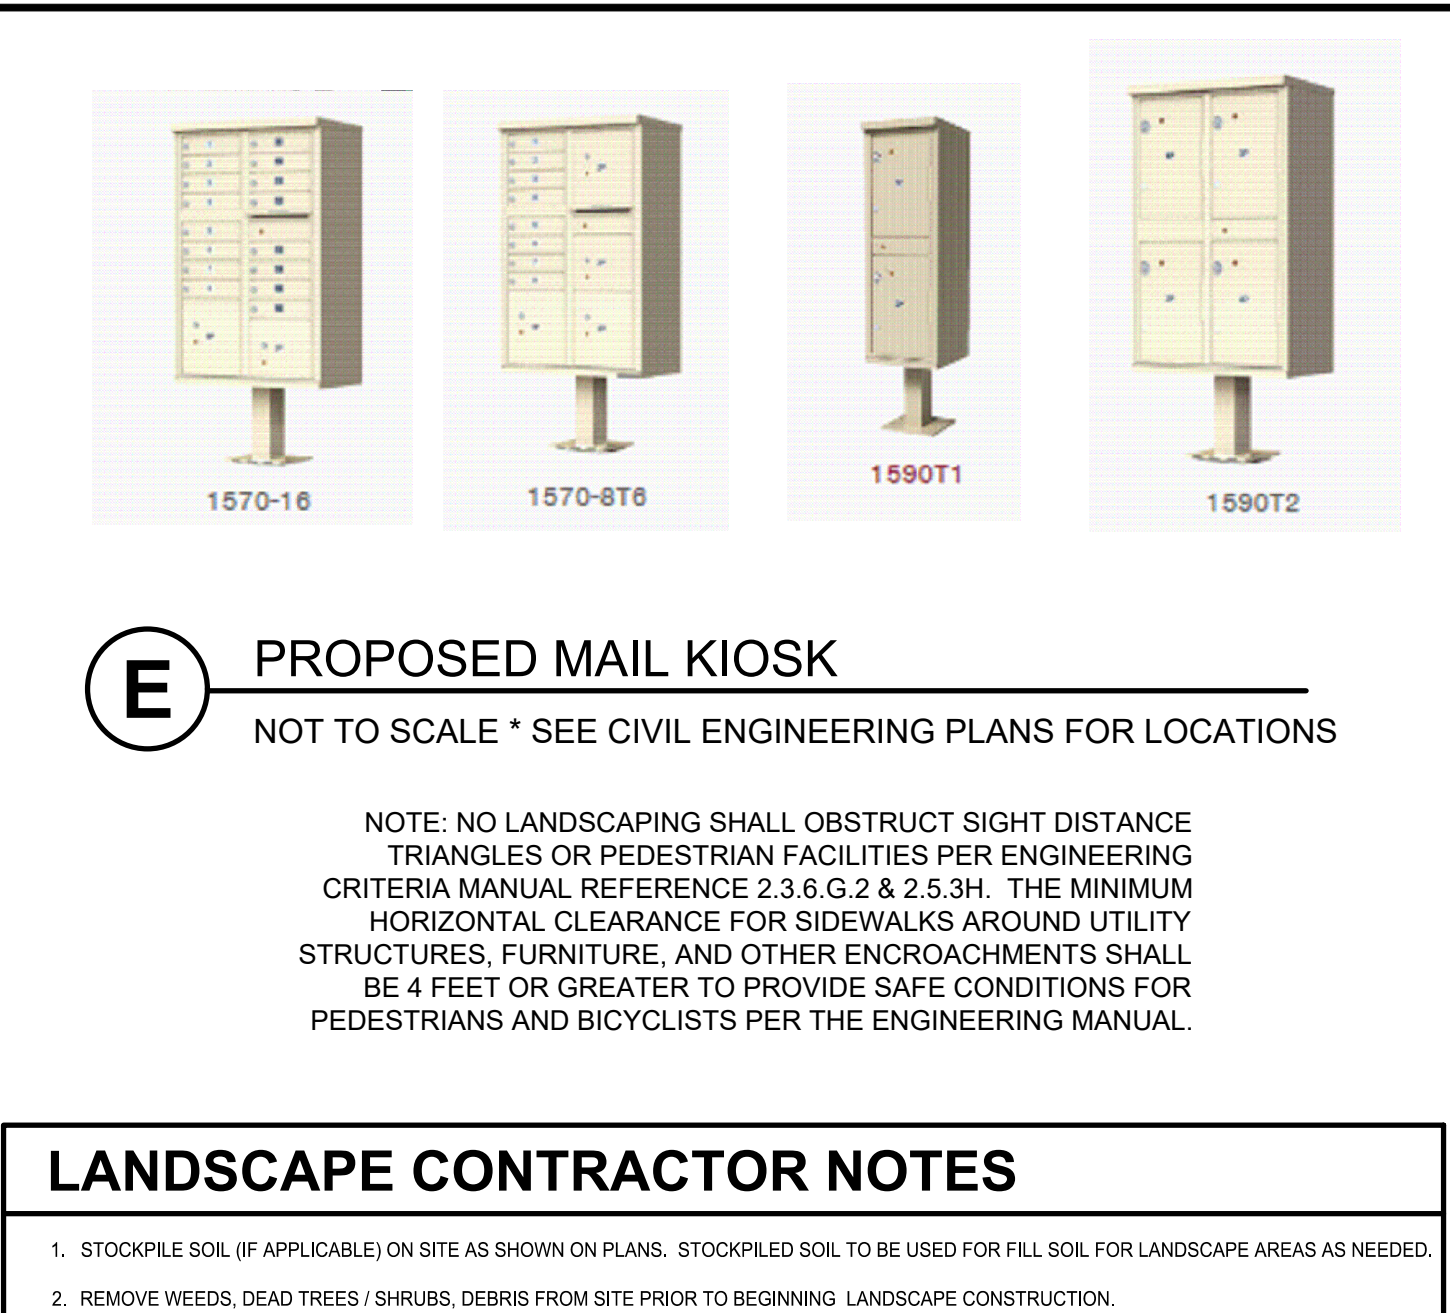 1570-16
1570-8T6
1590T1
1590T2
E
PROPOSED MAIL KIOSK
NOT TO SCALE * SEE CIVIL ENGINEERING PLANS FOR LOCATIONS
NOTE: NO LANDSCAPING SHALL OBSTRUCT SIGHT DISTANCE
TRIANGLES OR PEDESTRIAN FACILITIES PER ENGINEERING
CRITERIA MANUAL REFERENCE 2.3.6.G.2 & 2.5.3H. THE MINIMUM
HORIZONTAL CLEARANCE FOR SIDEWALKS AROUND UTILITY
STRUCTURES, FURNITURE, AND OTHER ENCROACHMENTS SHALL
BE 4 FEET OR GREATER TO PROVIDE SAFE CONDITIONS FOR
PEDESTRIANS AND BICYCLISTS PER THE ENGINEERING MANUAL.
LANDSCAPE CONTRACTOR NOTES
1. STOCKPILE SOIL (IF APPLICABLE) ON SITE AS SHOWN ON PLANS. STOCKPILED SOIL TO BE USED FOR FILL SOIL FOR LANDSCAPE AREAS AS NEEDED.
2. REMOVE WEEDS, DEAD TREES / SHRUBS, DEBRIS FROM SITE PRIOR TO BEGINNING LANDSCAPE CONSTRUCTION.